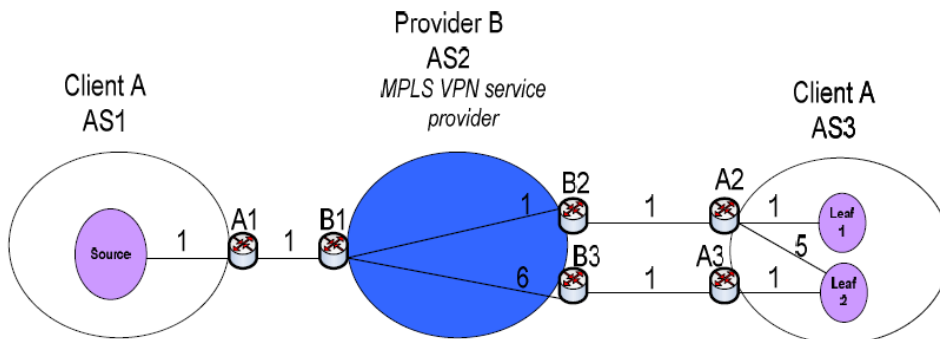 Provider B
AS2
MPLS VPN service
provider
Client A
AS1
Client A
AS3
Source
1
A1
1
B1
1
6
B2
1
A2
1
Leaf
1
5
B3
1
A3
1
Leaf
2